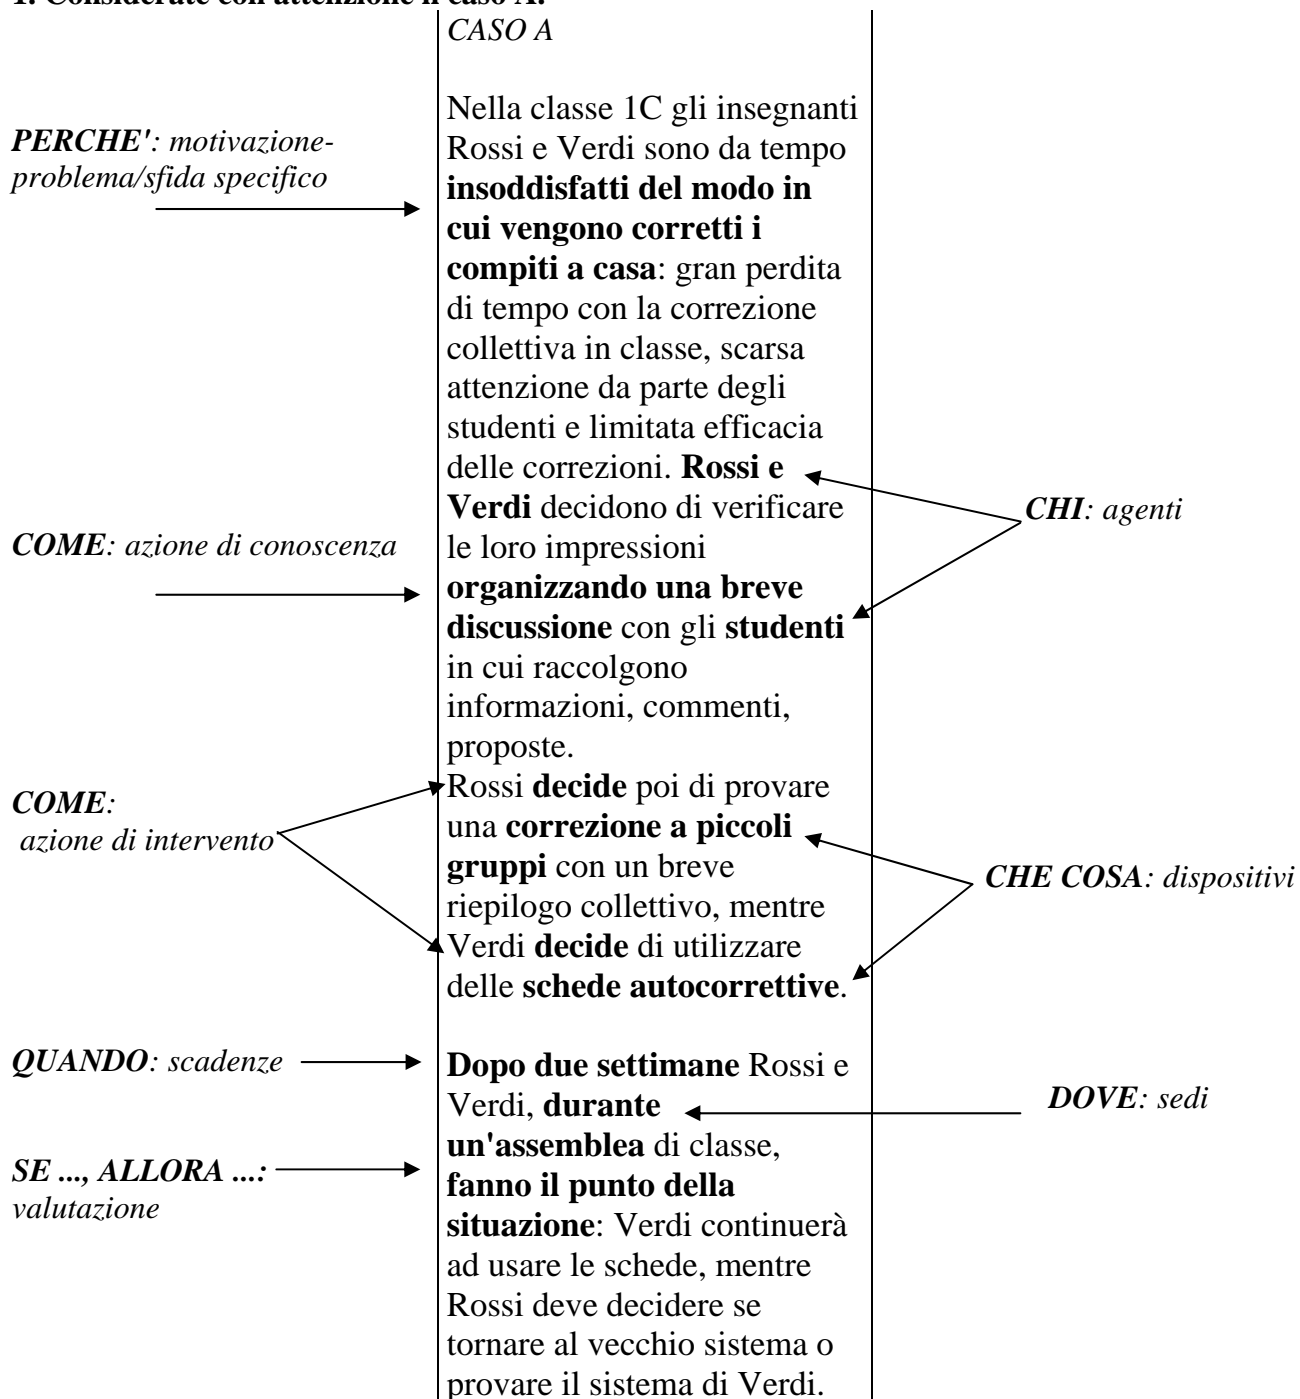 CASO A
PERCHE': motivazione-
problema/sfida specifico
Nella classe 1C gli insegnanti
Rossi e Verdi sono da tempo
insoddisfatti del modo in
cui vengono corretti i
compiti a casa: gran perdita
di tempo con la correzione
collettiva in classe, scarsa
attenzione da parte degli
studenti e limitata efficacia
delle correzioni. Rossi e
Verdi decidono di verificare
le loro impressioni
organizzando una breve
discussione con gli studenti
in cui raccolgono
informazioni, commenti,
proposte.
CHI: agenti
COME: azione di conoscenza
COME:
azione di intervento
Rossi decide poi di provare
una correzione a piccoli
gruppi con un breve
riepilogo collettivo, mentre
Verdi decide di utilizzare
delle schede autocorrettive.
CHE COSA: dispositivi
QUANDO: scadenze
Dopo due settimane Rossi e
Verdi, durante
un'assemblea di classe,
fanno il punto della
situazione: Verdi continuerà
ad usare le schede, mentre
Rossi deve decidere se
tornare al vecchio sistema o
provare il sistema di Verdi.
DOVE: sedi
SE ..., ALLORA ...:
valutazione